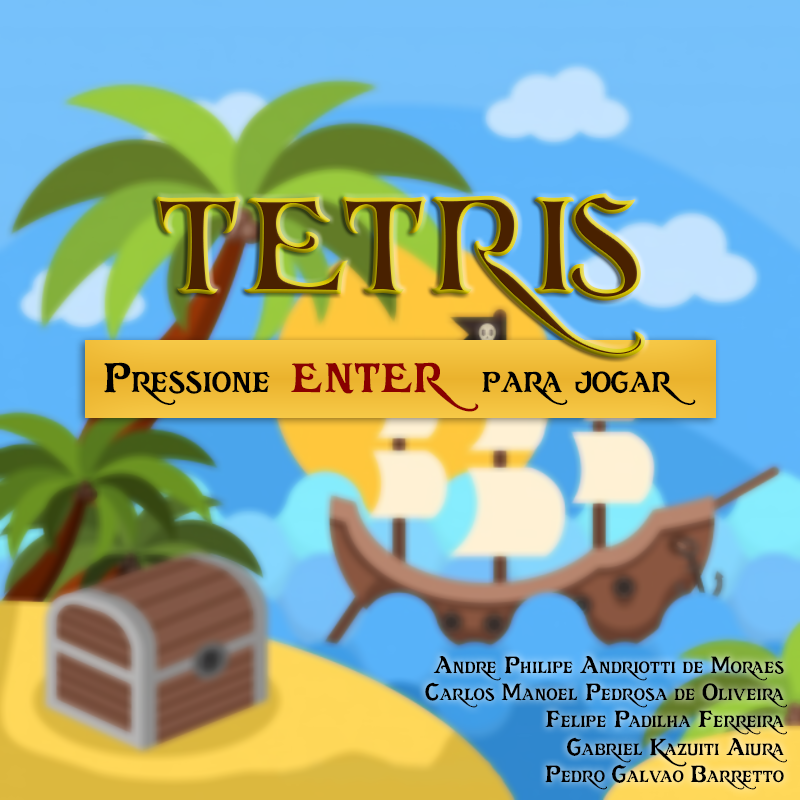 TETRIS
Pressione ENTER para jogar
Andre Philipe Andriotti de Moraes
Carlos Manoel Pedrosa de Oliveira
Felipe Padilha Ferreira
Gabriel Kazuiti Aiura
Pedro Galvao Barretto